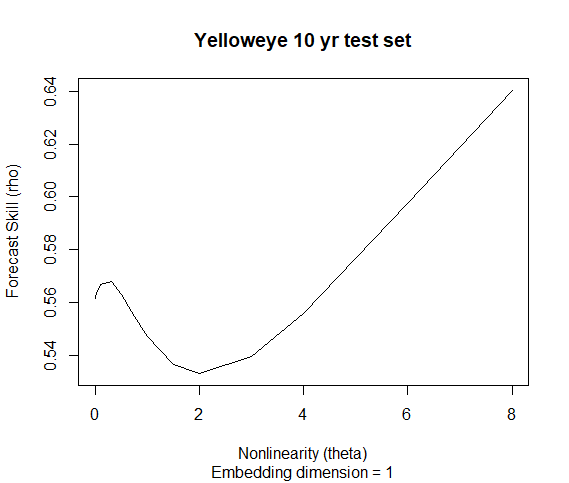 Yelloweye 10 yr test set
Forecast Skill (rho)
0.64
0.62
0.60
0.58
0.56
0.54
0 2 4 6 8
Nonlinearity (theta)
Embedding dimension = 1